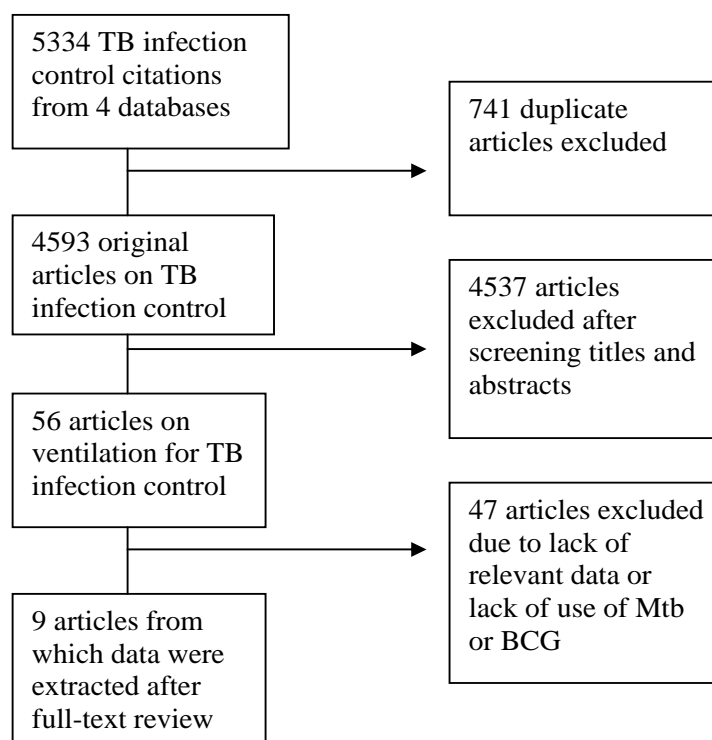 5334 TB infection
control citations
from 4 databases
741 duplicate
articles excluded
4593 original
articles on TB
infection control
4537 articles
excluded after
screening titles and
abstracts
56 articles on
ventilation for TB
infection control
47 articles excluded
due to lack of
relevant data or
lack of use of Mtb
or BCG
9 articles from
which data were
extracted after
full-text review